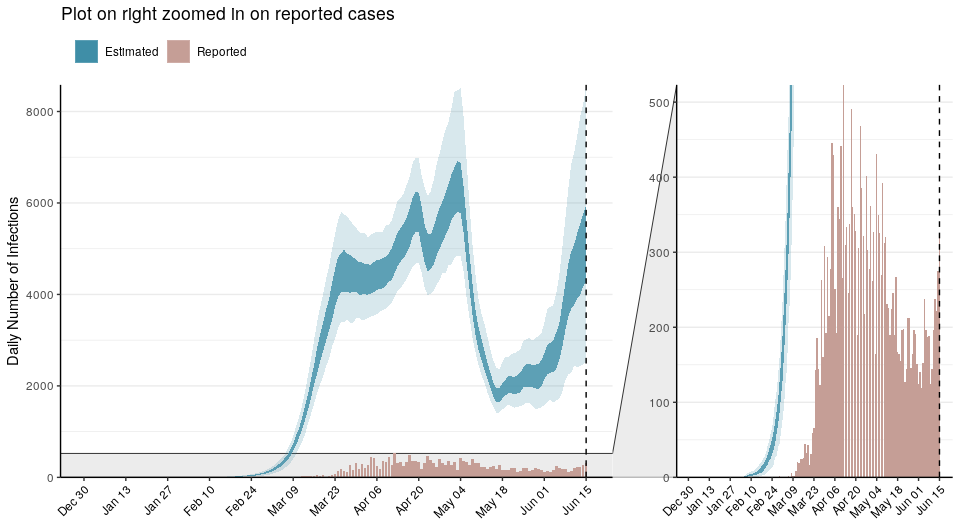 Plot on right zoomed in on reported cases
Estimated
Reported
Daily Number of Infections
8000
6000
4000
2000
0
Dec 30
Jan 13
Jan 27
Feb 10
Feb 24
Mar 09
Mar 23
Apr 06
Apr 20
May 04
May 18
Jun 01
Jun 15
500
400
300
200
100
0
Dec 30
Jan 13
Jan 27
Feb 10
Feb 24
Mar 09
Mar 23
Apr 06
Apr 20
May 04
May 18
Jun 01
Jun 15